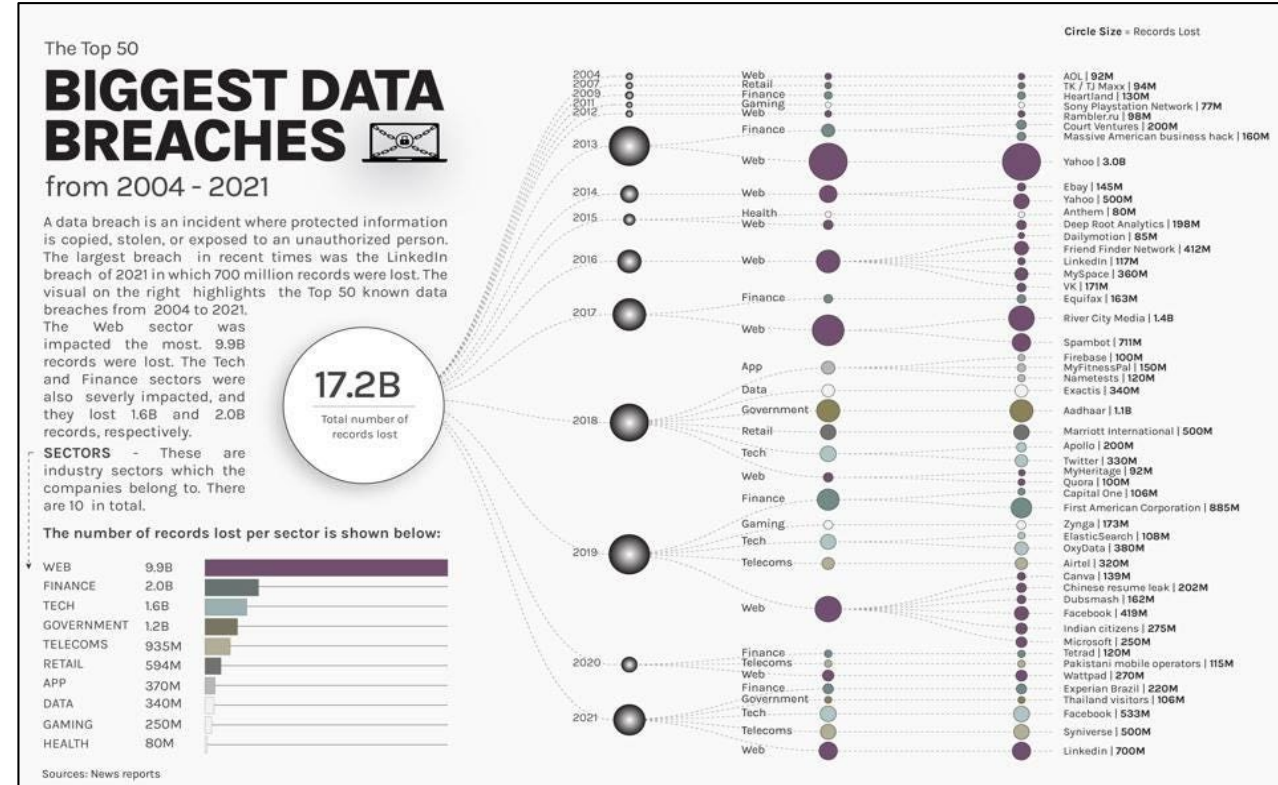 The Top 50
BIGGEST DATA
BREACHES
from 2004 - 2021
A data breach is an incident where protected information
is copied, stolen, or exposed to an unauthorized person.
The largest breach in recent times was the LinkedIn
breach of 2021 in which 700 million records were lost. The
visual on the right highlights the Top 50 known data
breaches from 2004 to 2021.
The Web sector was
impacted the most. 9.9B
records were lost. The Tech
and Finance sectors were
also severly impacted, and
they lost 1.6B and 2.0B
records, respectively.
SECTORS - These are
industry sectors which the
companies belong to. There
are 10 in total.
The number of records lost per sector is shown below:
WEB 9.9B
FINANCE 2.0B
TECH 1.6B
GOVERNMENT 1.2B
TELECOMS 935M
RETAIL 594M
APP 370M
DATA 340M
GAMING 250M
HEALTH 80M
Sources: News reports
17.2B
Total number of
records lost
Circle Size = Records Lost
2004 Web AOL | 92M
2007 Retail TK / TJ Maxx | 94M
2009 Finance Heartland | 130M
2011 Gaming Sony Playstation Network | 77M
2012 Web Rambler.ru | 98M
2013 Finance Court Ventures | 200M
Massive American business hack | 160M
Web Yahoo | 3.0B
2014 Web Ebay | 145M
Yahoo | 500M
2015 Health Anthem | 80M
Web Deep Root Analytics | 198M
2016 Web Dailymotion | 85M
Friend Finder Network | 412M
LinkedIn | 117M
MySpace | 360M
VK | 171M
2017 Finance Equifax | 163M
Web River City Media | 1.4B
Spambot | 711M
2018 App Firebase | 100M
MyFitnessPal | 150M
Nametests | 120M
Data Exactis | 340M
Government Aadhaar | 1.1B
Retail Marriott International | 500M
Tech Apollo | 200M
Twitter | 330M
Web MyHeritage | 92M
Quora | 100M
2019 Finance Capital One | 106M
First American Corporation | 885M
Gaming Zynga | 173M
Tech ElasticSearch | 108M
OxyData | 380M
Telecoms Airtel | 320M
Web Canva | 139M
Chinese resume leak | 202M
Dubsmash | 162M
Facebook | 419M
Indian citizens | 275M
Microsoft | 250M
2020 Finance Tetrad | 120M
Telecoms Pakistani mobile operators | 115M
Web Wattpad | 270M
2021 Finance Experian Brazil | 220M
Government Thailand visitors | 106M
Tech Facebook | 533M
Telecoms Syniverse | 500M
Web Linkedin | 700M